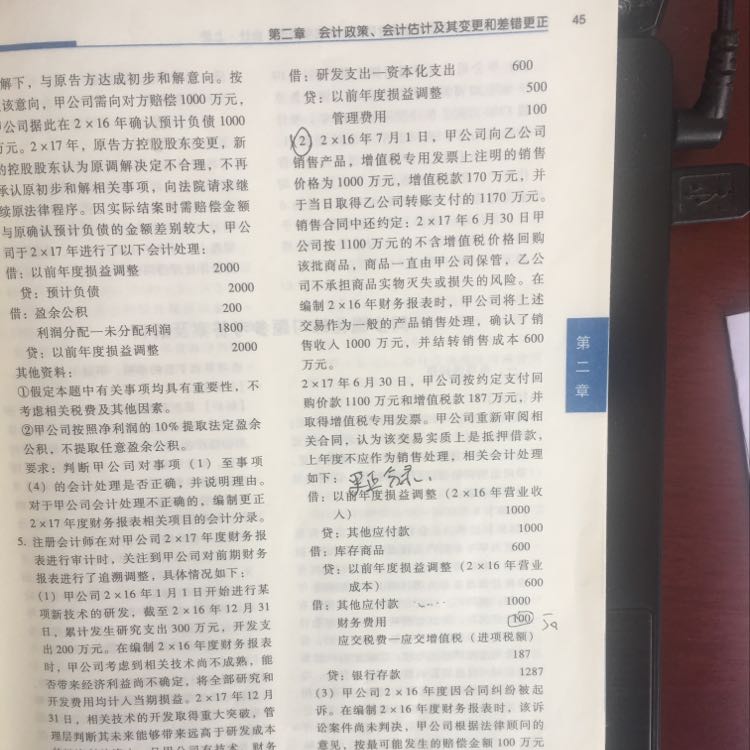 第二章 会计政策、会计估计及其变更和差错更正 45
解下,与原告方达成初步和解意向。按
该意向,甲公司需向对方赔偿1000万元,
公司据此在2×16年确认预计负债1000
万元。2×17年,原告方控股股东变更,新
的控股股东认为原调解决定不合理,不再
承认原初步和解相关事项,向法院请求继
续原法律程序。因实际结案时需赔偿金额
与原确认预计负债的金额差别较大,甲公
司于2×17年进行了以下会计处理:
借:以前年度损益调整 2000
贷:预计负债 2000
借:盈余公积 200
利润分配—未分配利润 1800
贷:以前年度损益调整 2000
其他资料:
①假定本题中有关事项均具有重要性,不
考虑相关税费及其他因素。
②甲公司按照净利润的10%提取法定盈余
公积,不提取任意盈余公积。
要求:判断甲公司对事项(1)至事项
(4)的会计处理是否正确,并说明理由。
对于甲公司会计处理不正确的,编制更正
2×17年度财务报表相关项目的会计分录。
5. 注册会计师在对甲公司2×17年度财务报
表进行审计时,关注到甲公司对前期财务
报表进行了追溯调整,具体情况如下:
(1)甲公司2×16年1月1日开始进行某
项新技术的研发,截至2×16年12月31
日,累计发生研究支出300万元,开发支
出200万元。在编制2×16年度财务报表
时,甲公司考虑到相关技术尚不成熟,能
否带来经济利益尚不确定,将全部研究和
开发费用均计入当期损益。2×17年12月
31日,相关技术的开发取得重大突破,管
理层判断其未来能够带来远高于研发成本
借:研发支出—资本化支出 600
贷:以前年度损益调整 500
管理费用 100
(2)2×16年7月1日,甲公司向乙公司
销售产品,增值税专用发票上注明的销售
价格为1000万元,增值税款170万元,并
于当日取得乙公司转账支付的1170万元。
销售合同中还约定:2×17年6月30日甲
公司按1100万元的不含增值税价格回购
该批商品,商品一直由甲公司保管,乙公
司不承担商品实物灭失或损失的风险。在
编制2×16年财务报表时,甲公司将上述
交易作为一般的产品销售处理,确认了销
售收入1000万元,并结转销售成本600
万元。
2×17年6月30日,甲公司按约定支付回
购价款1100万元和增值税款187万元,并
取得增值税专用发票。甲公司重新审阅相
关合同,认为该交易实质上是抵押借款,
上年度不应作为销售处理,相关会计处理
如下:
借:以前年度损益调整(2×16年营业收
入) 1000
贷:其他应付款 1000
借:库存商品 600
贷:以前年度损益调整(2×16年营业
成本) 600
借:其他应付款 1000
财务费用 100 50
应交税费—应交增值税(进项税额)
187
贷:银行存款 1287
(3)甲公司2×16年度因合同纠纷被起
诉。在编制2×16年度财务报表时,该诉
讼案件尚未判决,甲公司根据法律顾问的
意见,按最可能发生的赔偿金额100万元
第二章